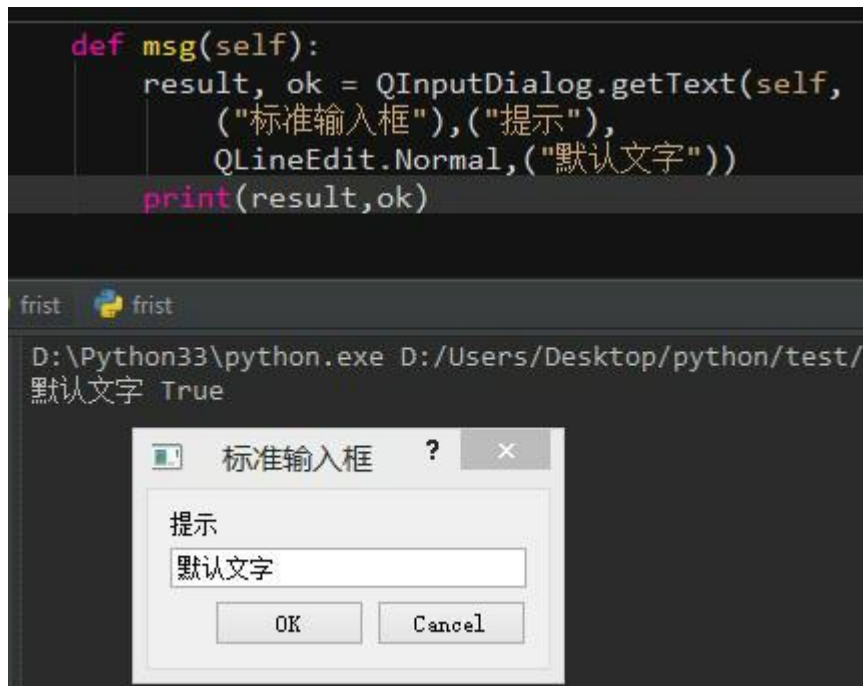 def msg(self):
result, ok = QInputDialog.getText(self,
("标准输入框"),("提示"),
QLineEdit.Normal,("默认文字"))
print(result,ok)
frist frist
D:\Python33\python.exe D:/Users/Desktop/python/test/
默认文字 True
标准输入框 ? ×
提示
默认文字
OK Cancel